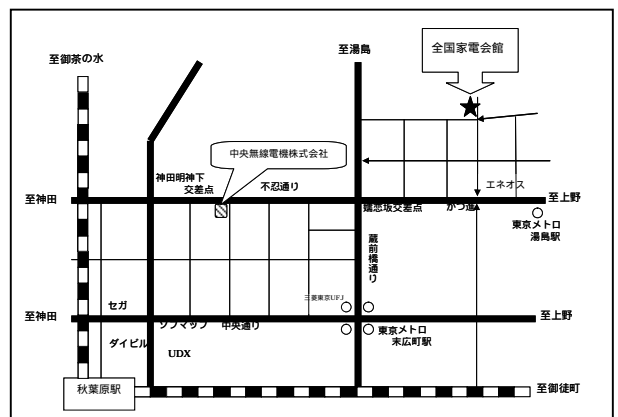 至御茶の水
至湯島
全国家電会館
中央無線電機株式会社
神田明神下
交差点
不忍通り
エネオス
至神田
至上野
嬬恋坂交差点
かつ進
東京メトロ
湯島駅
蔵前橋通り
三菱東京UFJ
セガ
至神田
ソフマップ
中央通り
至上野
東京メトロ
末広町駅
ダイビル
UDX
秋葉原駅
至御徒町